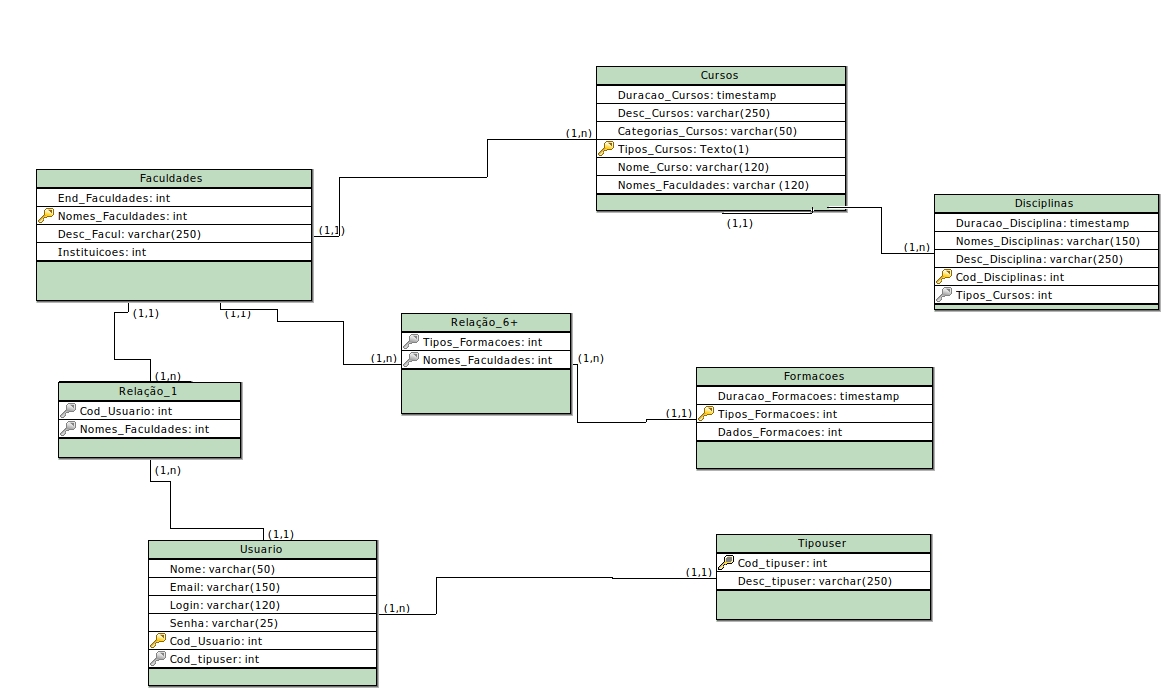 Cursos
Duracao_Cursos: timestamp
Desc_Cursos: varchar(250)
(1,n)
Categorias_Cursos: varchar(50)
Tipos_Cursos: Texto(1)
Nome_Curso: varchar(120)
Nomes_Faculdades: varchar (120)
(1,1)
Faculdades
End_Faculdades: int
Nomes_Faculdades: int
Desc_Facul: varchar(250)
(1,1)
Instituicoes: int
Disciplinas
Duracao_Disciplina: timestamp
Nomes_Disciplinas: varchar(150)
(1,n)
Desc_Disciplina: varchar(250)
Cod_Disciplinas: int
Tipos_Cursos: int
(1,1)
(1,1)
Relação_6+
Tipos_Formacoes: int
(1,n)
Nomes_Faculdades: int
(1,n)
(1,n)
Relação_1
Cod_Usuario: int
Nomes_Faculdades: int
(1,n)
Formacoes
Duracao_Formacoes: timestamp
(1,1)
Tipos_Formacoes: int
Dados_Formacoes: int
(1,1)
Usuario
Nome: varchar(50)
Email: varchar(150)
Login: varchar(120)
(1,n)
Senha: varchar(25)
Cod_Usuario: int
Cod_tipuser: int
Tipouser
Cod_tipuser: int
(1,1)
Desc_tipuser: varchar(250)